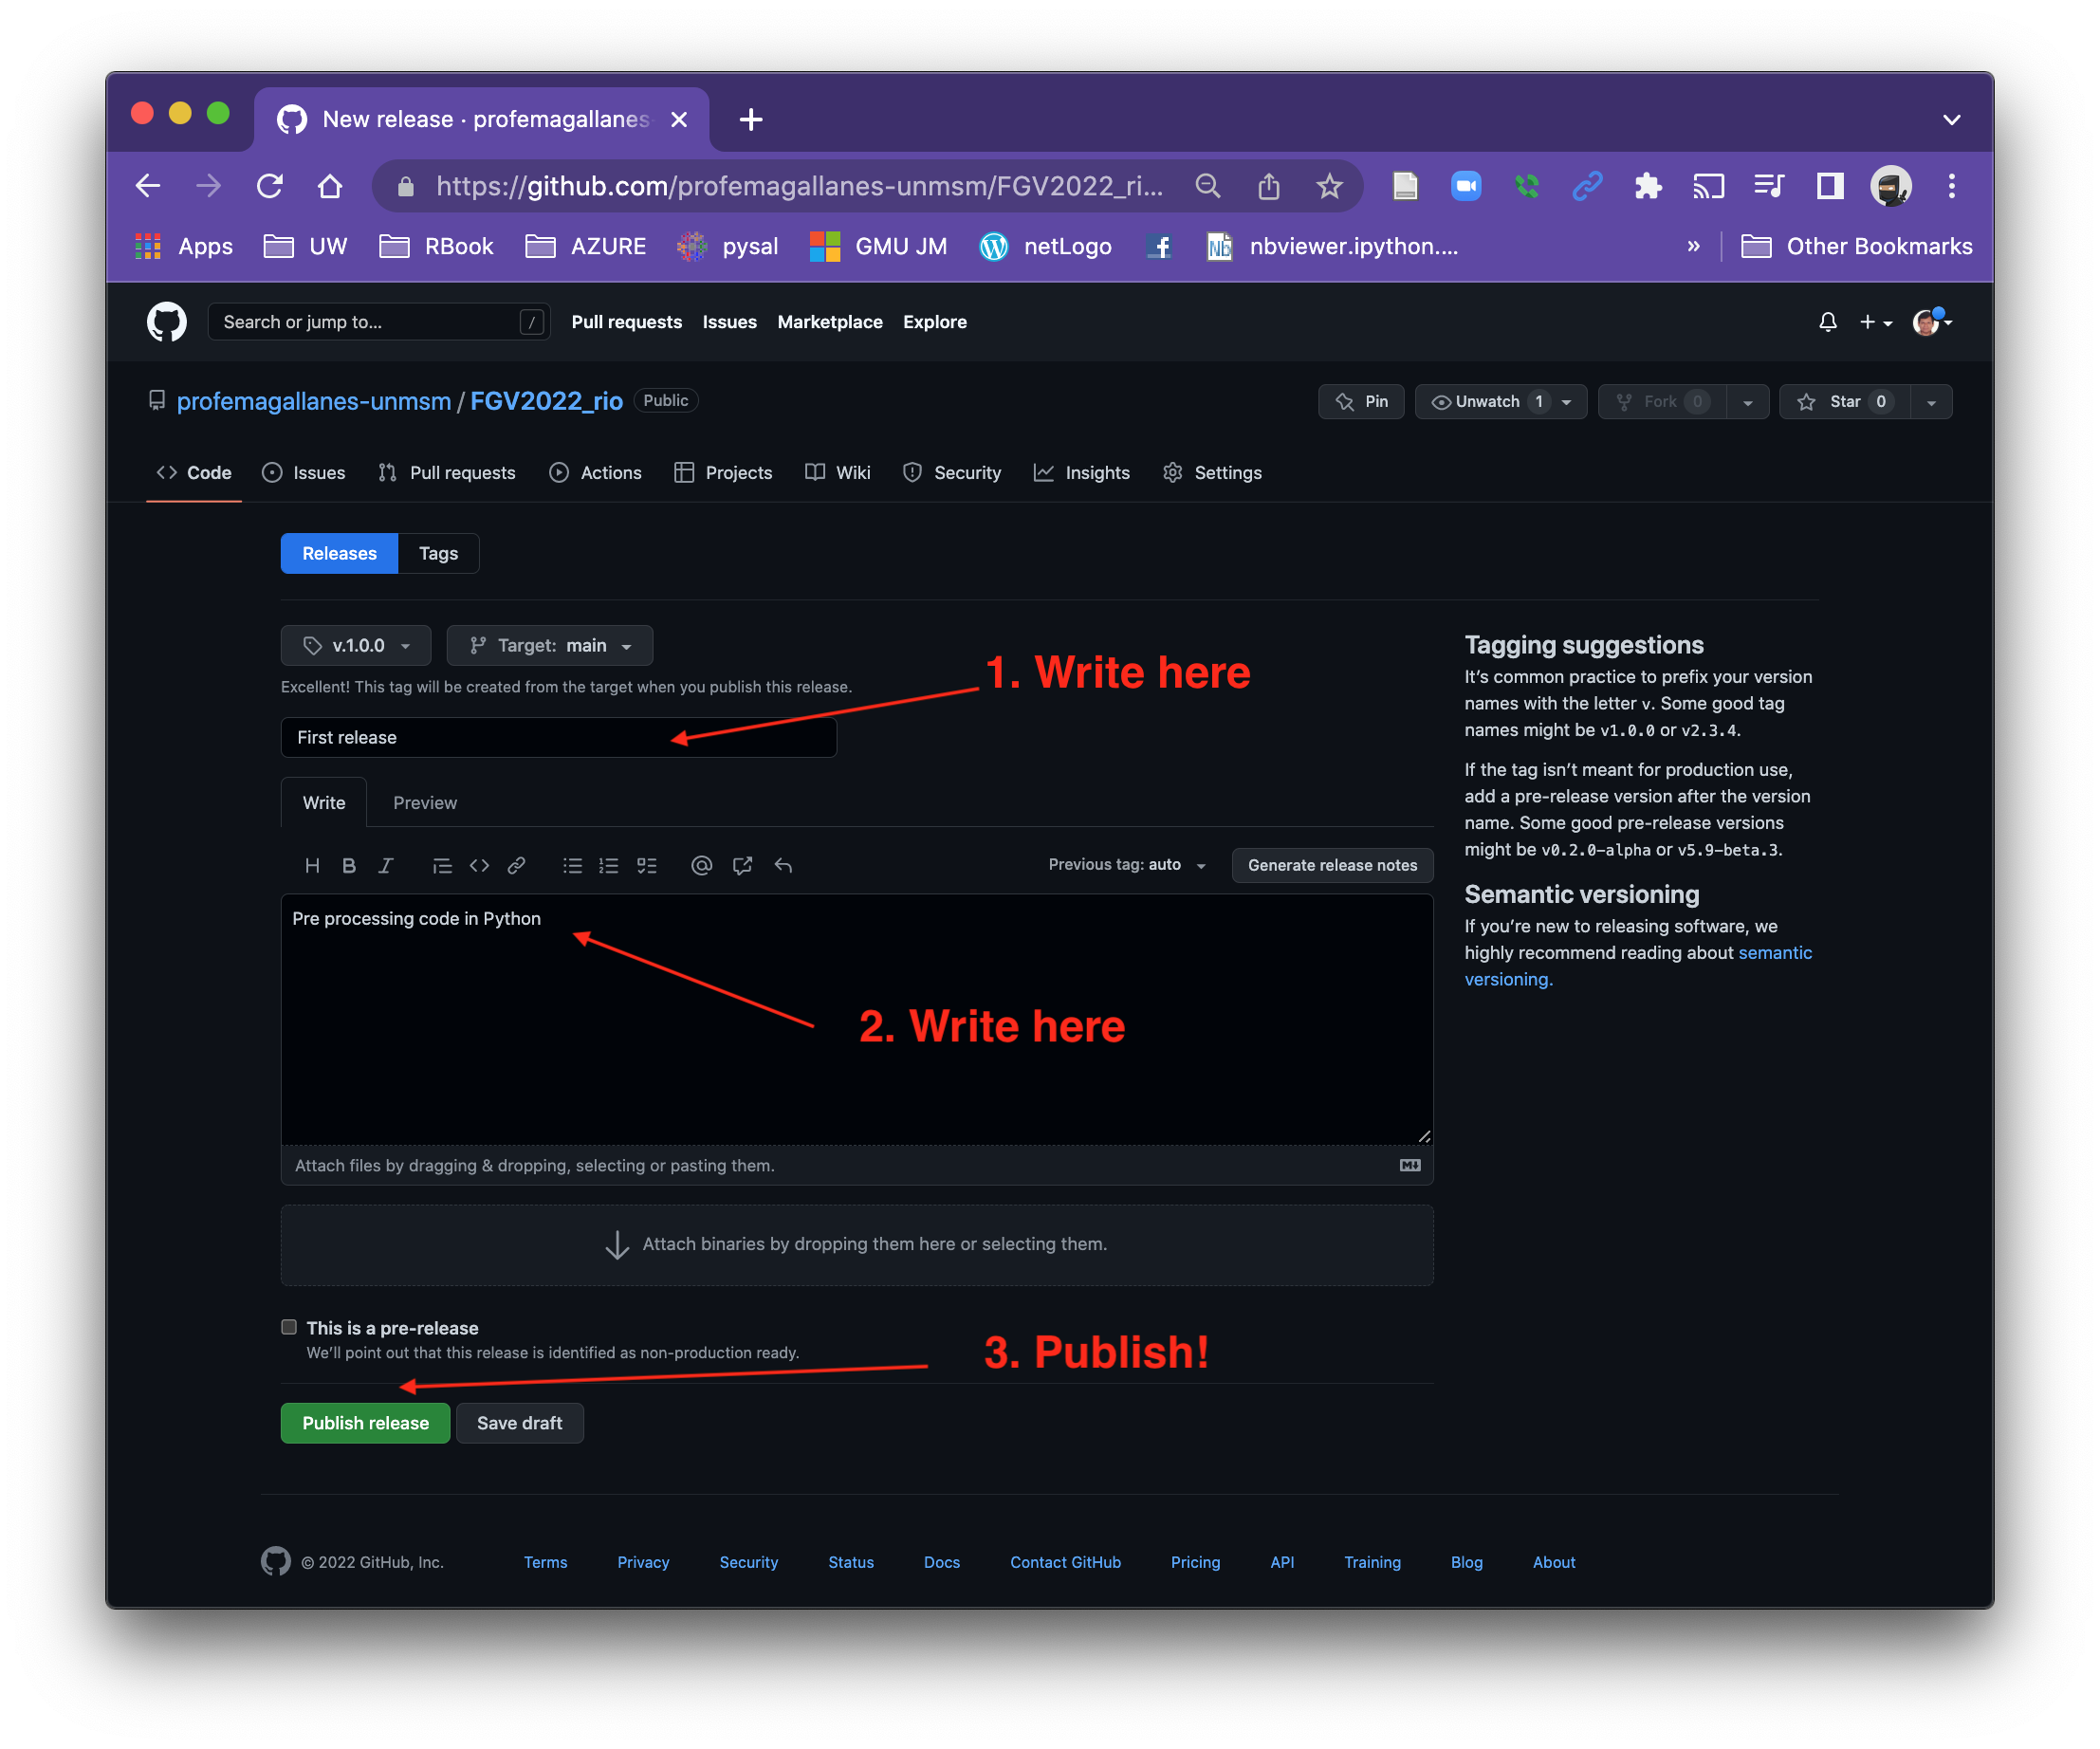 New release · profemagallanes
https://github.com/profemagallanes-unmsm/FGV2022_ri...
Apps UW RBook AZURE pysal GMU JM netLogo nbviewer.ipython.... » Other Bookmarks
Search or jump to... / Pull requests Issues Marketplace Explore
profemagallanes-unmsm / FGV2022_rio Public Pin Unwatch 1 Fork 0 Star 0
Code Issues Pull requests Actions Projects Wiki Security Insights Settings
Releases Tags
v.1.0.0 Target: main
Excellent! This tag will be created from the target when you publish this release.
1. Write here
First release
Write Preview
H B I Previous tag: auto Generate release notes
Pre processing code in Python
2. Write here
Attach files by dragging & dropping, selecting or pasting them.
Attach binaries by dropping them here or selecting them.
This is a pre-release
We'll point out that this release is identified as non-production ready.
3. Publish!
Publish release Save draft
Tagging suggestions
It's common practice to prefix your version
names with the letter v. Some good tag
names might be v1.0.0 or v2.3.4.
If the tag isn't meant for production use,
add a pre-release version after the version
name. Some good pre-release versions
might be v0.2.0-alpha or v5.9-beta.3.
Semantic versioning
If you're new to releasing software, we
highly recommend reading about semantic
versioning.
© 2022 GitHub, Inc. Terms Privacy Security Status Docs Contact GitHub Pricing API Training Blog About